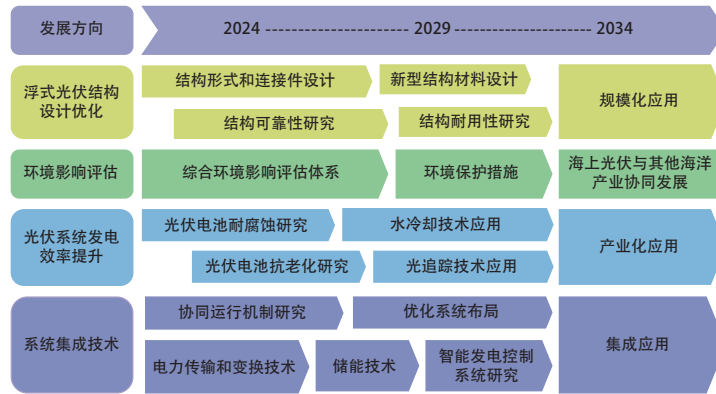 发展方向
2024 ---------------------- 2029 --------------------- 2034
浮式光伏结构
设计优化
结构形式和连接件设计
新型结构材料设计
结构可靠性研究
结构耐用性研究
规模化应用
环境影响评估
综合环境影响评估体系
环境保护措施
海上光伏与其他海洋
产业协同发展
光伏系统发电
效率提升
光伏电池耐腐蚀研究
水冷却技术应用
光伏电池抗老化研究
光追踪技术应用
产业化应用
系统集成技术
协同运行机制研究
优化系统布局
电力传输和变换技术
储能技术
智能发电控制
系统研究
集成应用